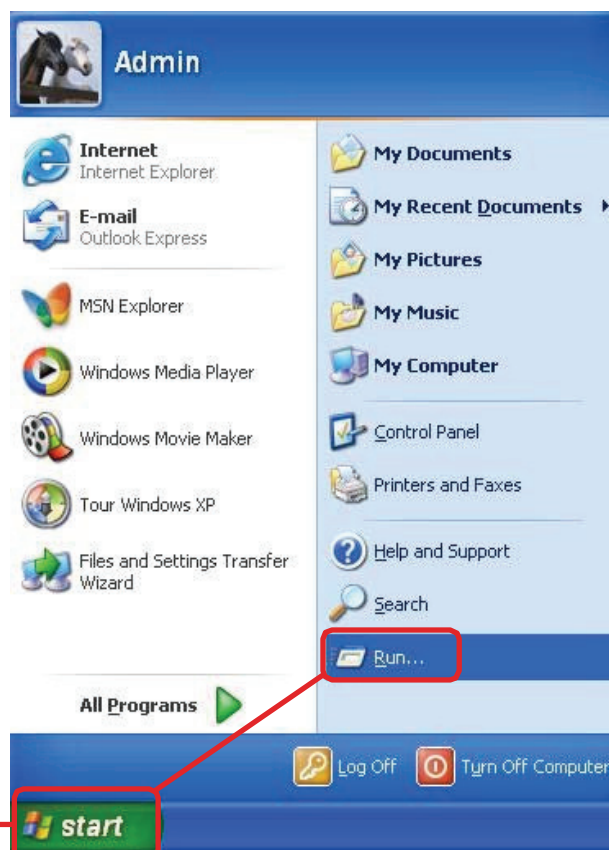 Admin
Internet
Internet Explorer
E-mail
Outlook Express
MSN Explorer
Windows Media Player
Windows Movie Maker
Tour Windows XP
Files and Settings Transfer
Wizard
All Programs
My Documents
My Recent Documents
My Pictures
My Music
My Computer
Control Panel
Printers and Faxes
Help and Support
Search
Run...
Log Off
Turn Off Computer
start